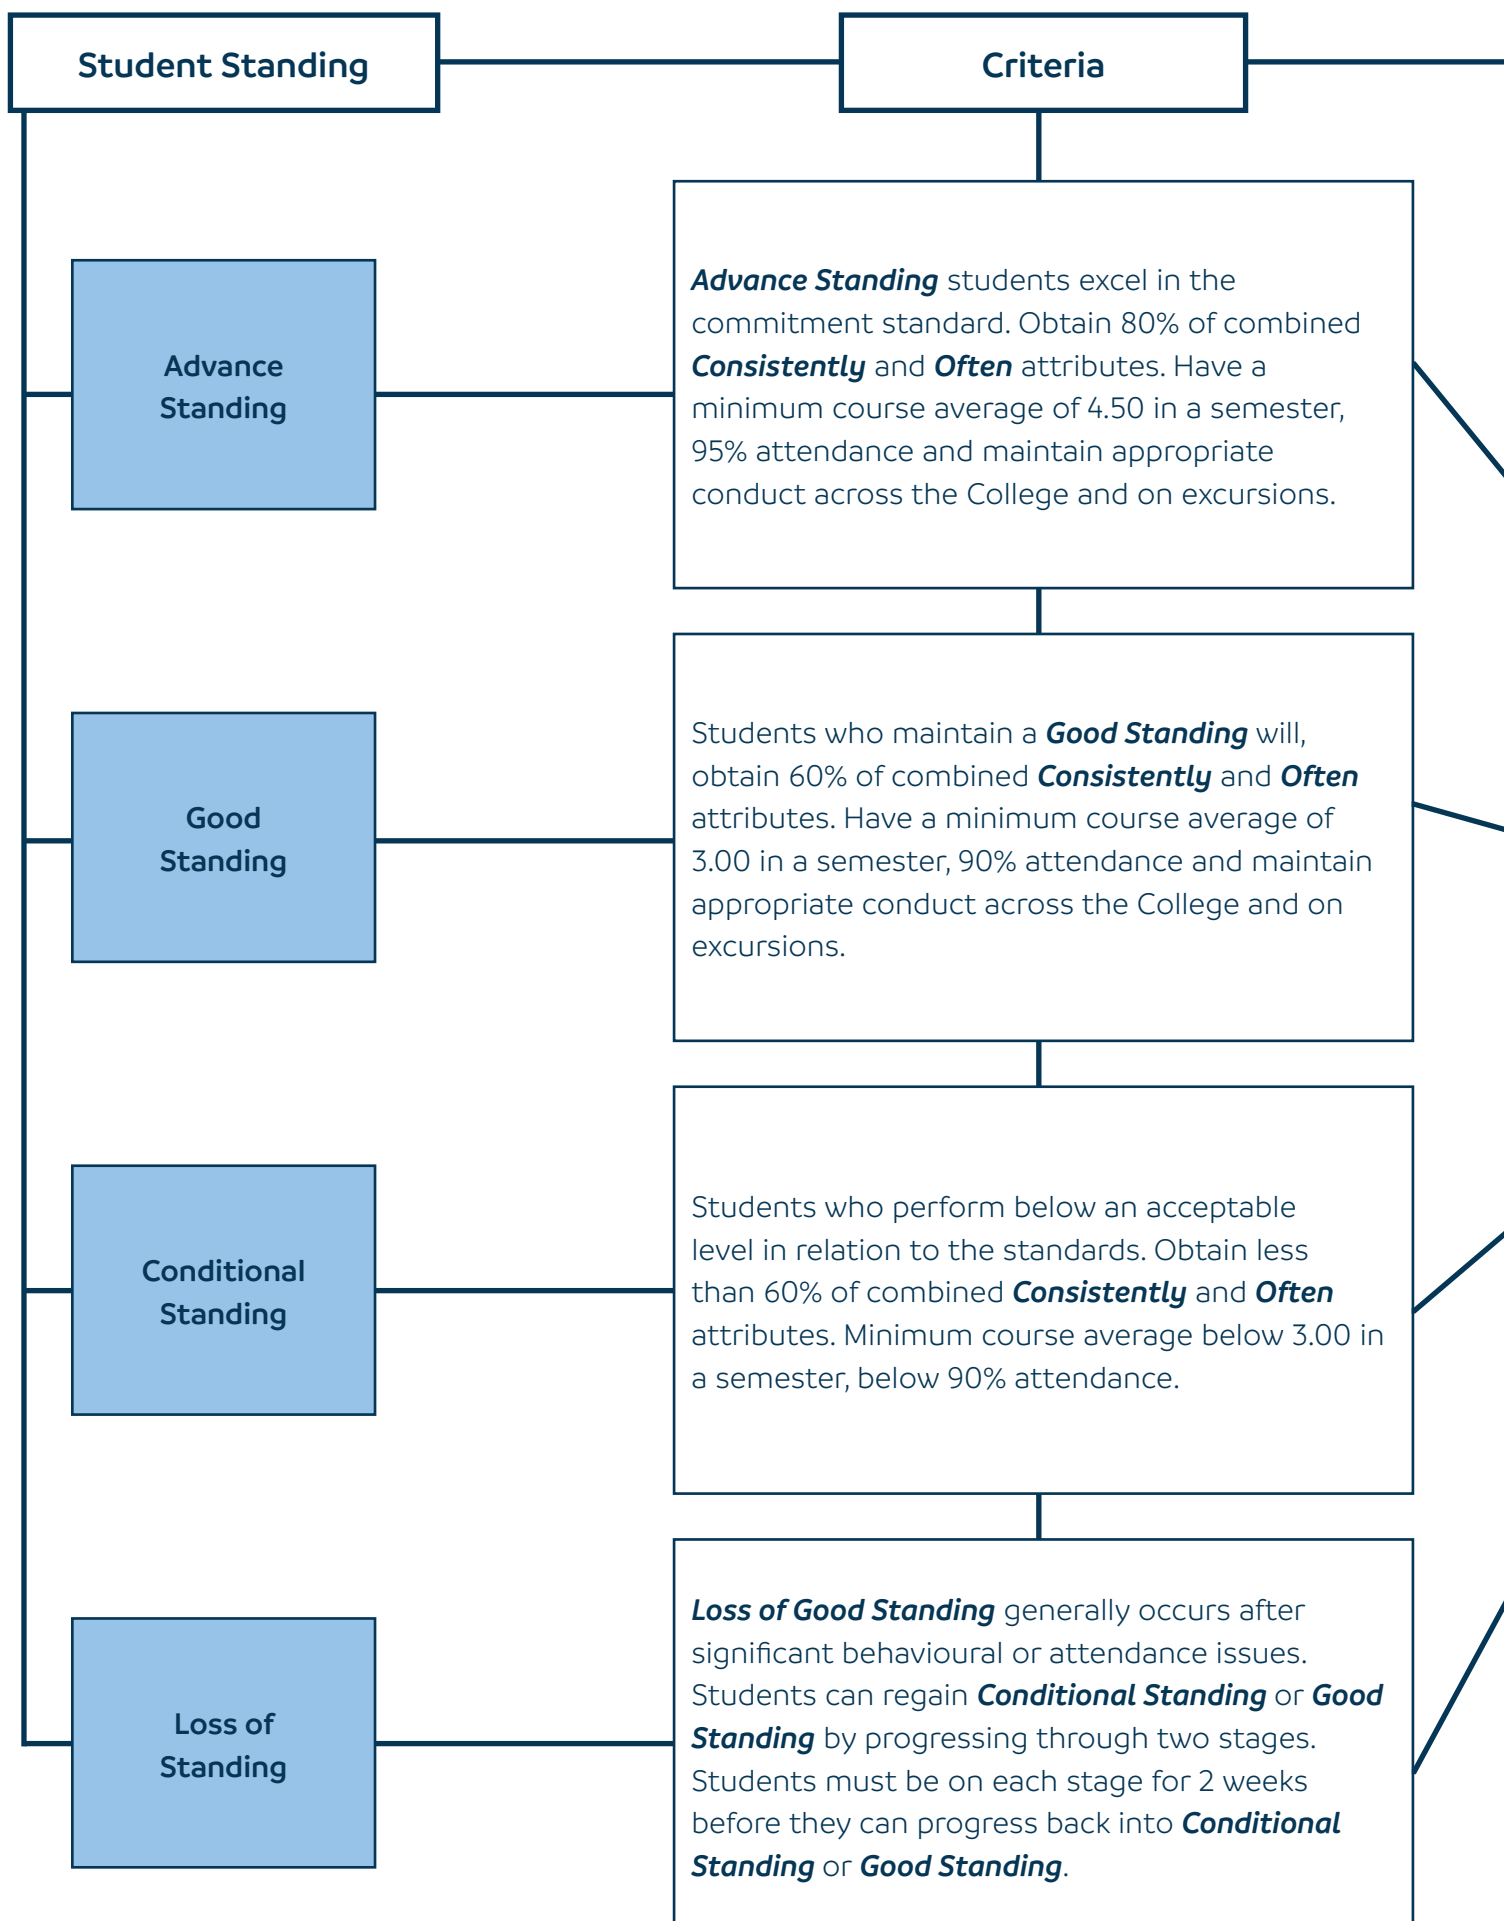 Student Standing
Criteria
Advance
Standing
Advance Standing students excel in the
commitment standard. Obtain 80% of combined
Consistently and Often attributes. Have a
minimum course average of 4.50 in a semester,
95% attendance and maintain appropriate
conduct across the College and on excursions.
Good
Standing
Students who maintain a Good Standing will,
obtain 60% of combined Consistently and Often
attributes. Have a minimum course average of
3.00 in a semester, 90% attendance and maintain
appropriate conduct across the College and on
excursions.
Conditional
Standing
Students who perform below an acceptable
level in relation to the standards. Obtain less
than 60% of combined Consistently and Often
attributes. Minimum course average below 3.00 in
a semester, below 90% attendance.
Loss of
Standing
Loss of Good Standing generally occurs after
significant behavioural or attendance issues.
Students can regain Conditional Standing or Good
Standing by progressing through two stages.
Students must be on each stage for 2 weeks
before they can progress back into Conditional
Standing or Good Standing.